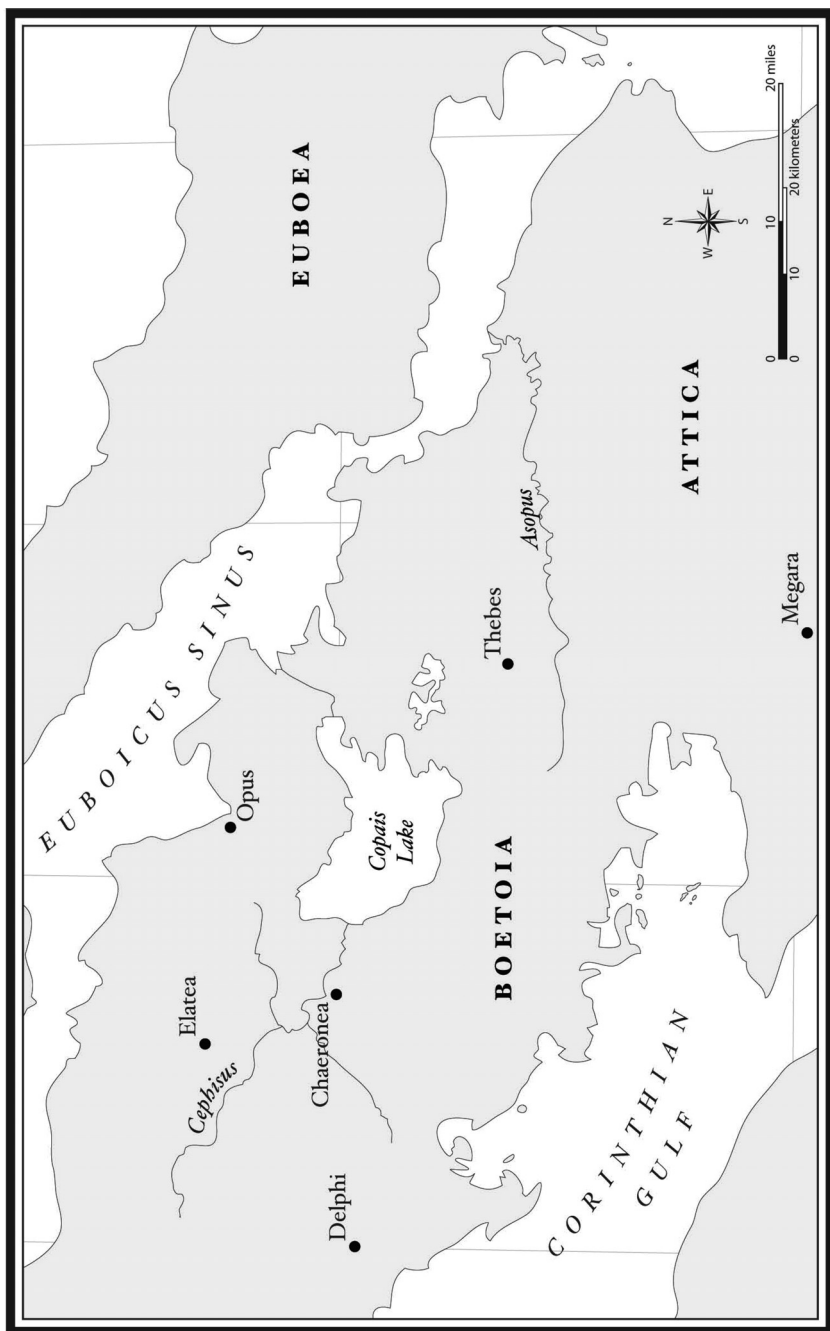 EUBOICUS SINUS
EUBOEA
Elatea
Opus
Cephisus
Delphi
Chaeronea
Copais
Lake
Thebes
Asopus
BOETOIA
ATTICA
CORINTHIAN
GULF
Megara
N
W
E
S
0 10 20 miles
0 10 20 kilometers